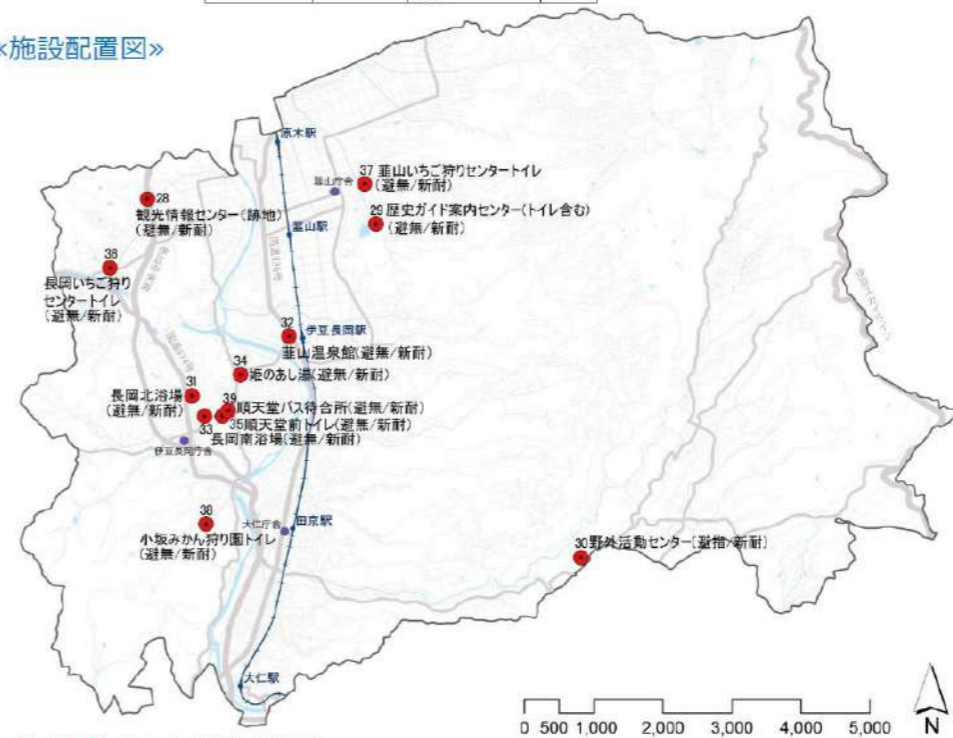 ≪施設配置図≫
原木駅
韮山庁舎
37 韮山いちご狩りセンタートイレ
(避無/新耐)
28
観光情報センター(跡地)
(避無/新耐)
29 歴史ガイド案内センター(トイレ含む)
(避無/新耐)
韮山駅
36
長岡いちご狩り
センタートイレ
(避無/新耐)
32
伊豆長岡駅
韮山温泉館(避無/新耐)
34
姫のあし湯(避無/新耐)
31
長岡北浴場
(避無/新耐)
39
順天堂バス待合所(避無/新耐)
35順天堂前トイレ(避無/新耐)
33
長岡南浴場(避無/新耐)
伊豆長岡庁舎
38
小坂みかん狩り園トイレ
(避無/新耐)
大仁庁舎
田京駅
30野外活動センター(避指/新耐)
大仁駅
0 500 1,000 2,000 3,000 4,000 5,000
N